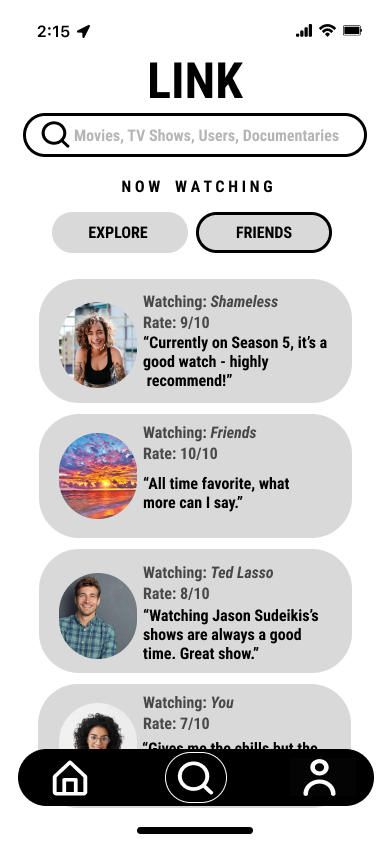 2:15
LINK
Movies, TV Shows, Users, Documentaries
NOW WATCHING
EXPLORE
FRIENDS
Watching: Shameless
Rate: 9/10
“Currently on Season 5, it’s a
good watch - highly
recommend!”
Watching: Friends
Rate: 10/10
“All time favorite, what
more can I say.”
Watching: Ted Lasso
Rate: 8/10
“Watching Jason Sudeikis’s
shows are always a good
time. Great show.”
Watching: You
Rate: 7/10
“Gives me the chills but the